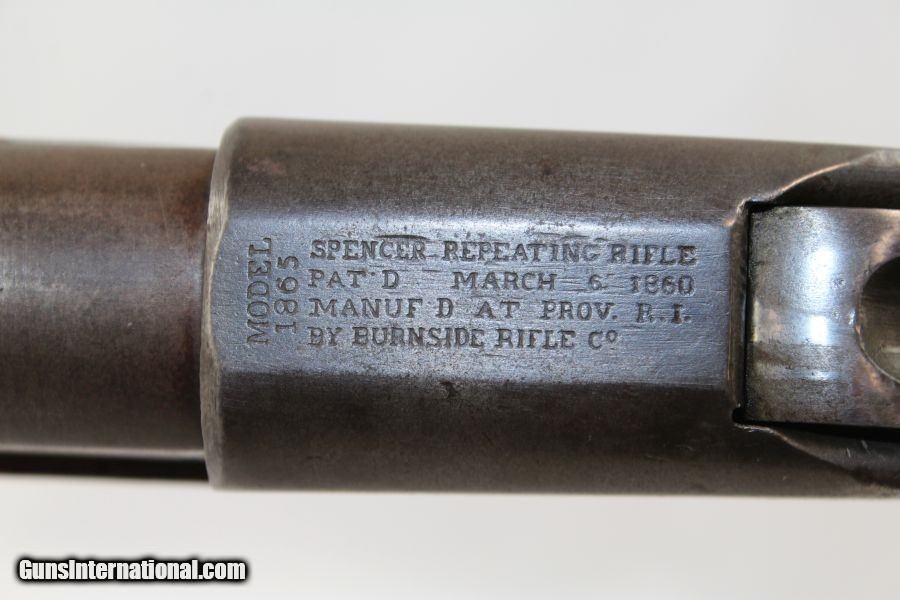 MODEL
1865
SPENCER REPEATING RIFLE
PAT'D MARCH 6. 1860
MANUF'D AT PROV. R.I.
BY BURNSIDE RIFLE Co
GunsInternational.com